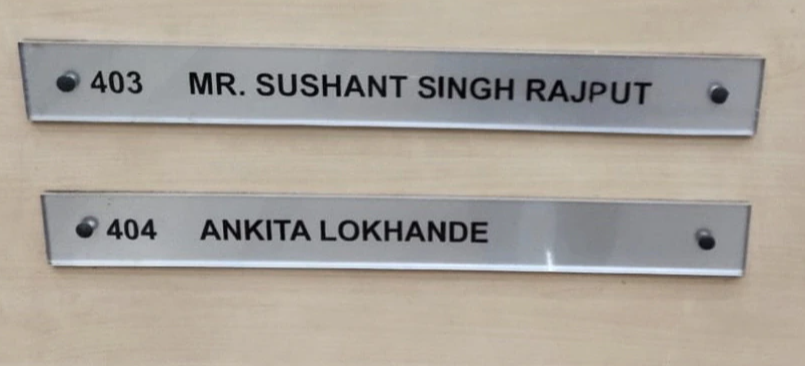 403 MR. SUSHANT SINGH RAJPUT
404 ANKITA LOKHANDE